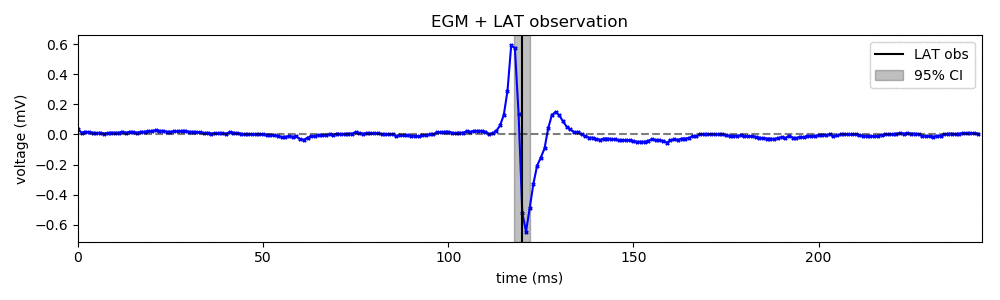 EGM + LAT observation
voltage (mV)
0.6
0.4
0.2
0.0
−0.2
−0.4
−0.6
LAT obs
95% CI
0 50 100 150 200
time (ms)